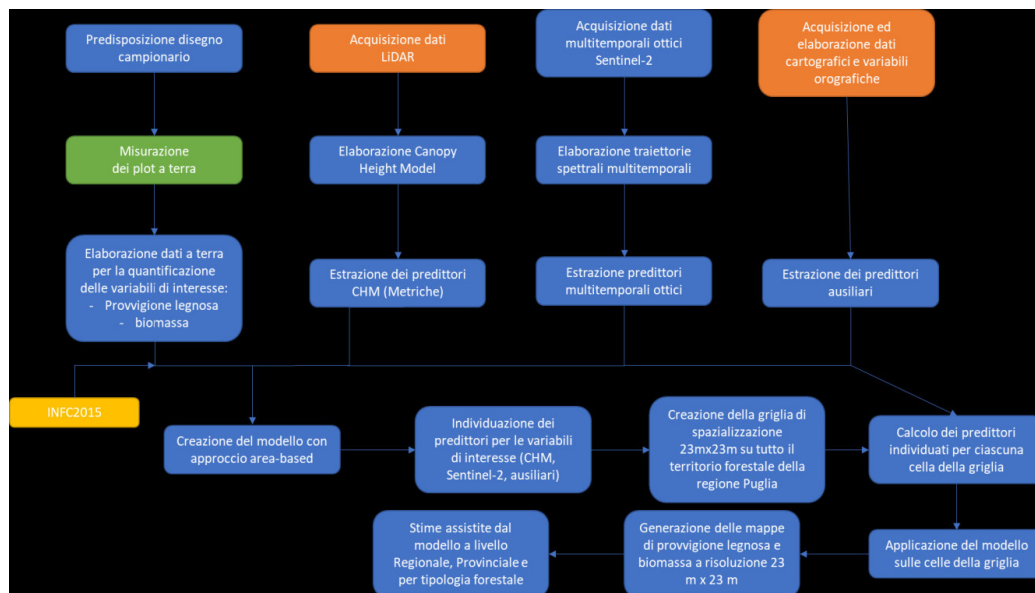 Predisposizione disegno
campionario
Acquisizione dati
LiDAR
Acquisizione dati
multitemporali ottici
Sentinel-2
Acquisizione ed
elaborazione dati
cartografici e variabili
orografiche
Misurazione
dei plot a terra
Elaborazione Canopy
Height Model
Elaborazione traiettorie
spettrali multitemporali
Elaborazione dati a terra
per la quantificazione
delle variabili di interesse:
- Provvigione legnosa
- biomassa
Estrazione dei predittori
CHM (Metriche)
Estrazione predittori
multitemporali ottici
Estrazione dei predittori
ausiliari
INFC2015
Creazione del modello con
approccio area-based
Individuazione dei
predittori per le variabili
di interesse (CHM,
Sentinel-2, ausiliari)
Creazione della griglia di
spazializzazione
23mx23m su tutto il
territorio forestale della
regione Puglia
Calcolo dei predittori
individuati per ciascuna
cella della griglia
Stime assistite dal
modello a livello
Regionale, Provinciale e
per tipologia forestale
Generazione delle mappe
di provvigione legnosa e
biomassa a risoluzione 23
m x 23 m
Applicazione del modello
sulle celle della griglia